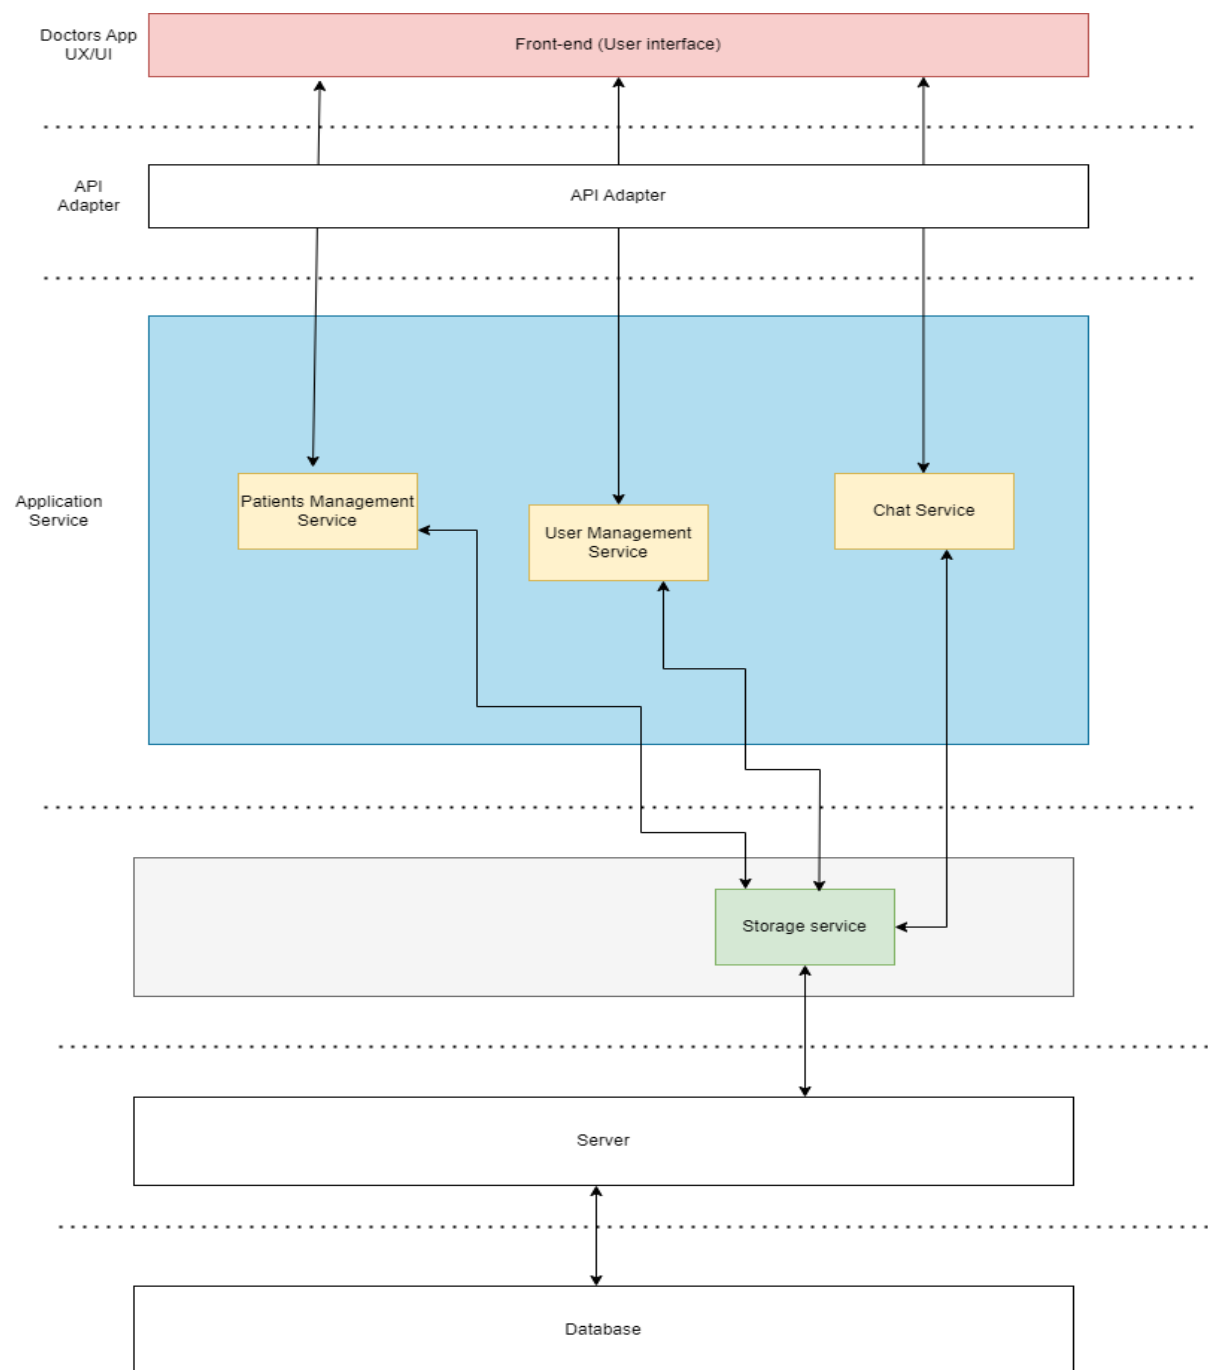 Doctors App
UX/UI
Front-end (User interface)
API
Adapter
API Adapter
Application
Service
Patients Management
Service
User Management
Service
Chat Service
Storage service
Server
Database